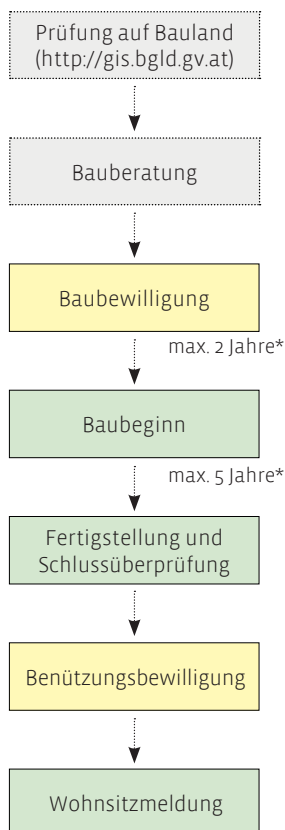 Prüfung auf Bauland
(http://gis.bgld.gv.at)
Bauberatung
Baubewilligung
max. 2 Jahre*
Baubeginn
max. 5 Jahre*
Fertigstellung und
Schlussüberprüfung
Benützungsbewilligung
Wohnsitzmeldung